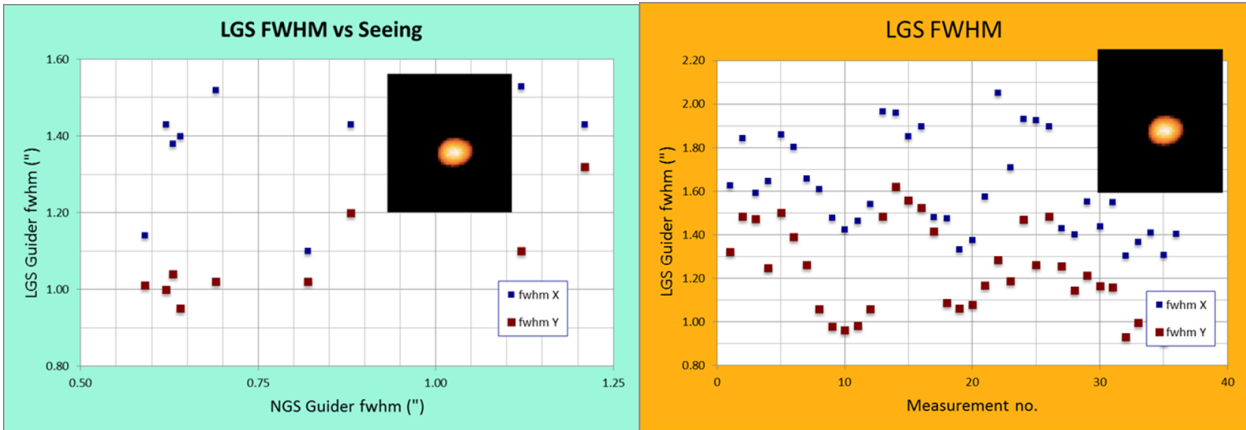 LGS FWHM vs Seeing
1.60
1.40
1.20
1.00
0.80
LGS Guider fwhm (")
0.50 0.75 1.00 1.25
NGS Guider fwhm (")
fwhm X
fwhm Y
LGS FWHM
2.20
2.00
1.80
1.60
1.40
1.20
1.00
0.80
LGS Guider fwhm (")
0 10 20 30 40
Measurement no.
fwhm X
fwhm Y